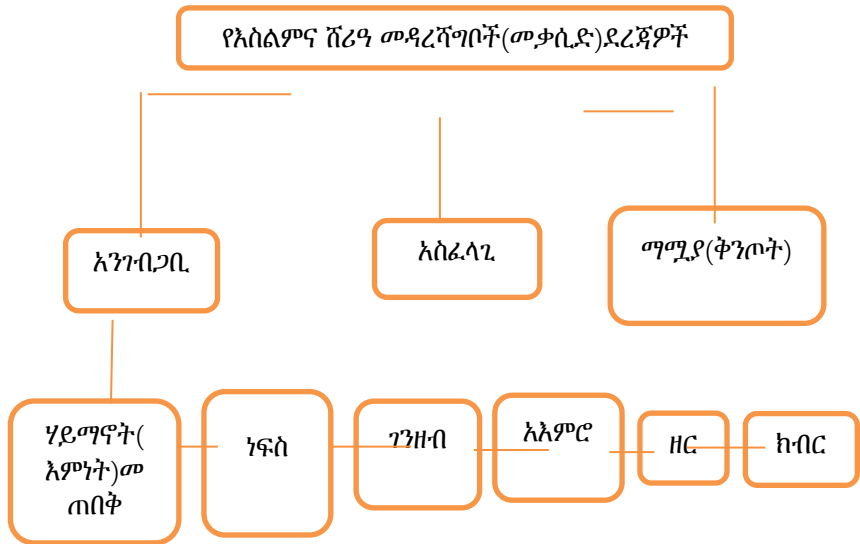 የእስልምና ሸሪዓ መዳረሻግቦች(መቃሲድ)ደረጃዎች
አንገብጋቢ
አስፈላጊ
ማሟያ(ቅንጦት)
ሃይማኖት(
እምነት)መ
ጠበቅ
ነፍስ
ገንዘብ
አእምሮ
ዘር
ክብር